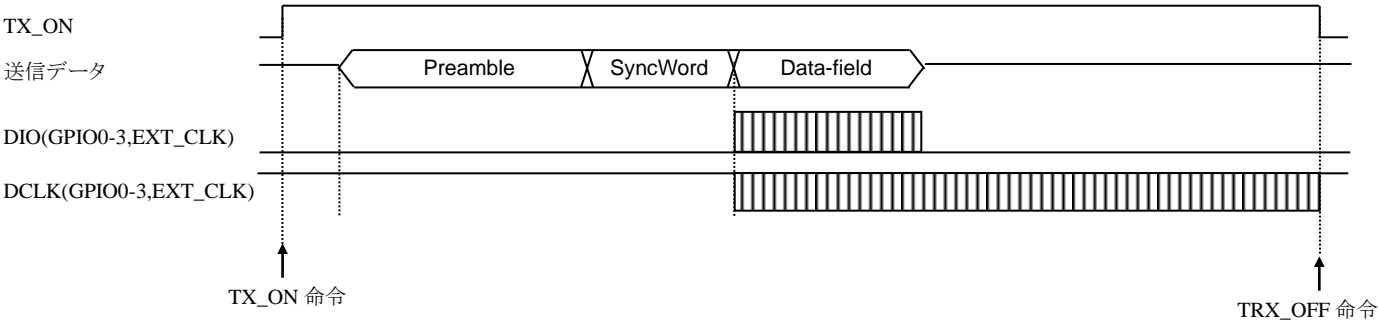 TX_ON
送信データ
Preamble SyncWord Data-field
DIO(GPIO0-3,EXT_CLK)
DCLK(GPIO0-3,EXT_CLK)
TX_ON 命令
TRX_OFF 命令